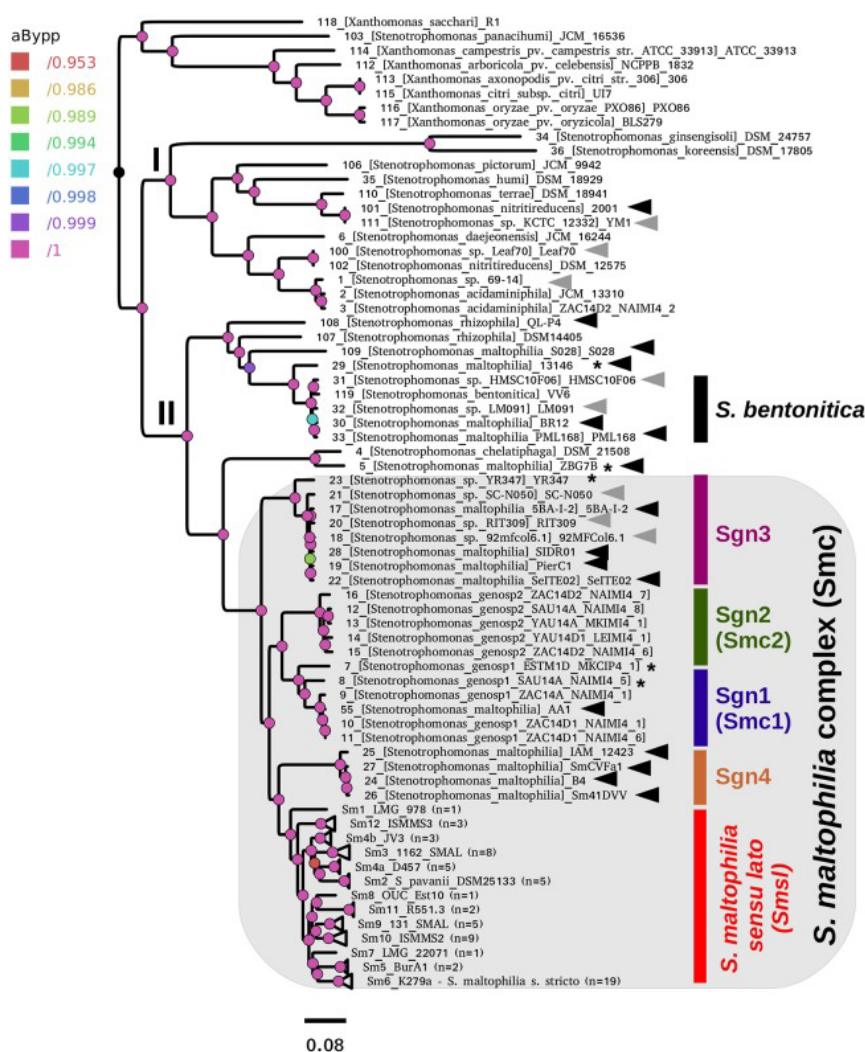 aBypp
/0.953
/0.986
/0.989
/0.994
/0.997
/0.998
/0.999
/1
118_[Xanthomonas_sacchari]_R1
103_[Stenotrophomonas_panacihumi]_JCM_16536
114_[Xanthomonas_campestris_pv._campestris_str._ATCC_33913]_ATCC_33913
112_[Xanthomonas_arboricola_pv._celebensis]_NCPPB_1832
113_[Xanthomonas_axonopodis_pv._citri_str._306]_306
115_[Xanthomonas_citri_subsp._citri]_UI7
116_[Xanthomonas_oryzae_pv._oryzae_PXO86]_PXO86
117_[Xanthomonas_oryzae_pv._oryzicola]_BLS279
34_[Stenotrophomonas_ginsengisoli]_DSM_24757
36_[Stenotrophomonas_koreensis]_DSM_17805
I
106_[Stenotrophomonas_pictorum]_JCM_9942
35_[Stenotrophomonas_humi]_DSM_18929
110_[Stenotrophomonas_terrae]_DSM_18941
101_[Stenotrophomonas_nitritireducens]_2001
111_[Stenotrophomonas_sp._KCTC_12332]_YM1
6_[Stenotrophomonas_daejeonensis]_JCM_16244
100_[Stenotrophomonas_sp._Leaf70]_Leaf70
102_[Stenotrophomonas_nitritireducens]_DSM_12575
1_[Stenotrophomonas_sp._69-14]_
2_[Stenotrophomonas_acidaminiphila]_JCM_13310
3_[Stenotrophomonas_acidaminiphila]_ZAC14D2_NAIMI4_2
108_[Stenotrophomonas_rhizophila]_QL-P4
107_[Stenotrophomonas_rhizophila]_DSM14405
109_[Stenotrophomonas_maltophilia_S028]_S028
29_[Stenotrophomonas_maltophilia]_13146 *
31_[Stenotrophomonas_sp._HMSC10F06]_HMSC10F06
119_[Stenotrophomonas_bentonitica]_VV6
32_[Stenotrophomonas_sp._LM091]_LM091
II
S. bentonitica
30_[Stenotrophomonas_maltophilia]_BR12
33_[Stenotrophomonas_maltophilia_PML168]_PML168
4_[Stenotrophomonas_chelatiphaga]_DSM_21508
5_[Stenotrophomonas_maltophilia]_ZBG7B *
23_[Stenotrophomonas_sp._YR347]_YR347 *
21_[Stenotrophomonas_sp._SC-N050]_SC-N050
17_[Stenotrophomonas_maltophilia_5BA-I-2]_5BA-I-2
20_[Stenotrophomonas_sp._RIT309]_RIT309
18_[Stenotrophomonas_sp._92mfcol6.1]_92MFCol6.1
28_[Stenotrophomonas_maltophilia]_SIDR01
19_[Stenotrophomonas_maltophilia]_PierC1
22_[Stenotrophomonas_maltophilia_SeITE02]_SeITE02
Sgn3
16_[Stenotrophomonas_genosp2_ZAC14D2_NAIMI4_7]
12_[Stenotrophomonas_genosp2_SAU14A_NAIMI4_8]
13_[Stenotrophomonas_genosp2_YAU14A_MKIMI4_1]
14_[Stenotrophomonas_genosp2_YAU14D1_LEIMI4_1]
15_[Stenotrophomonas_genosp2_ZAC14D2_NAIMI4_6]
Sgn2
(Smc2)
7_[Stenotrophomonas_genosp1_ESTM1D_MKCIP4_1] *
8_[Stenotrophomonas_genosp1_SAU14A_NAIMI4_5] *
9_[Stenotrophomonas_genosp1_ZAC14A_NAIMI4_1]
55_[Stenotrophomonas_maltophilia]_AA1
10_[Stenotrophomonas_genosp1_ZAC14D1_NAIMI4_1]
11_[Stenotrophomonas_genosp1_ZAC14D1_NAIMI4_6]
Sgn1
(Smc1)
25_[Stenotrophomonas_maltophilia]_IAM_12423
27_[Stenotrophomonas_maltophilia]_SmCVFa1
24_[Stenotrophomonas_maltophilia]_B4
26_[Stenotrophomonas_maltophilia]_Sm41DVV
Sgn4
Sm1_LMG_978 (n=1)
Sm12_ISMMS3 (n=3)
Sm4b_JV3 (n=3)
Sm3_1162_SMAL (n=8)
Sm4a_D457 (n=5)
Sm2_S_pavanii_DSM25133 (n=5)
Sm8_OUC_Est10 (n=1)
Sm11_R551.3 (n=2)
Sm9_131_SMAL (n=5)
Sm10_ISMMS2 (n=9)
Sm7_LMG_22071 (n=1)
Sm5_BurA1 (n=2)
Sm6_K279a - S_maltophilia s. stricto (n=19)
S. maltophilia
sensu lato
(Smsl)
S. maltophilia complex (Smc)
0.08